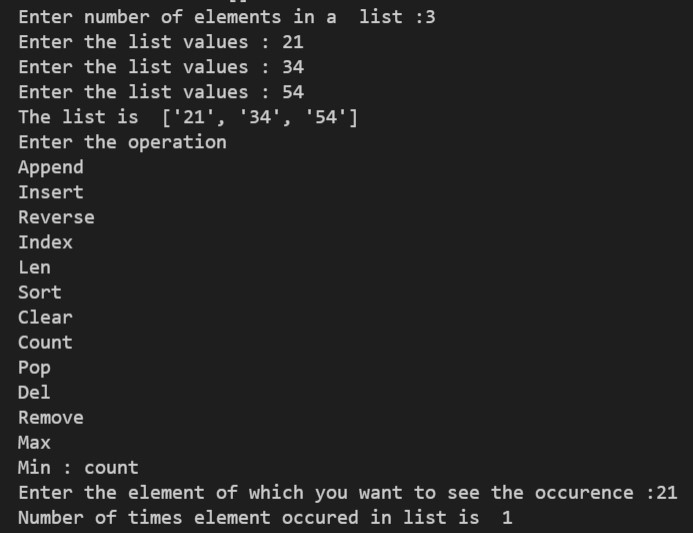 Enter number of elements in a  list :3
Enter the list values : 21
Enter the list values : 34
Enter the list values : 54
The list is  ['21', '34', '54']
Enter the operation
Append
Insert
Reverse
Index
Len
Sort
Clear
Count
Pop
Del
Remove
Max
Min : count
Enter the element of which you want to see the occurence :21
Number of times element occured in list is  1